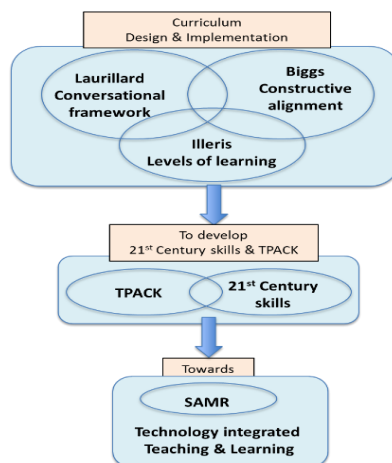 Curriculum
Design & Implementation
Laurillard
Conversational
framework
Biggs
Constructive
alignment
Illeris
Levels of learning
To develop
21st Century skills & TPACK
TPACK
21st Century
skills
Towards
SAMR
Technology integrated
Teaching & Learning